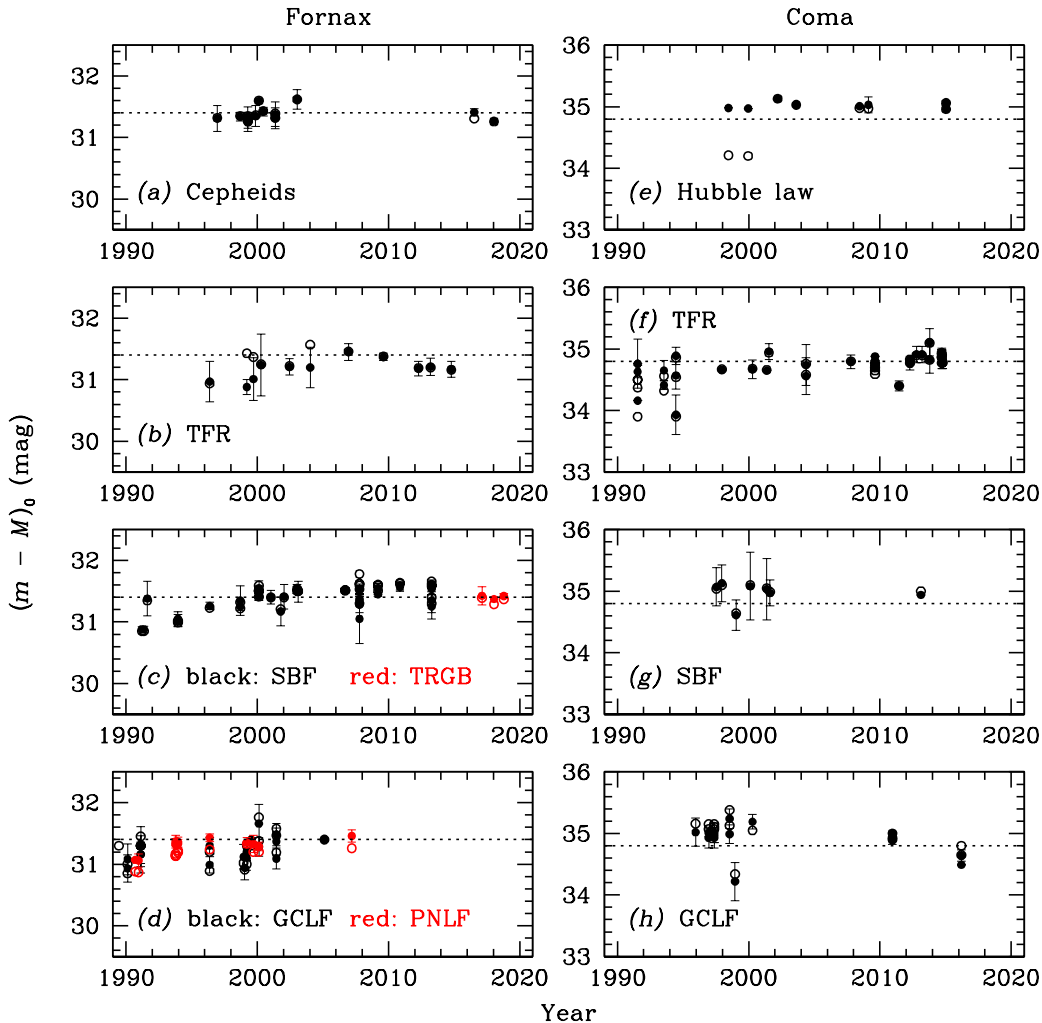 Fornax
Coma
(m − M)₀ (mag)
32
31
30
(a) Cepheids
1990 2000 2010 2020
36
35
34
33
(e) Hubble law
1990 2000 2010 2020
32
31
30
(b) TFR
1990 2000 2010 2020
36
35
34
33
(f) TFR
1990 2000 2010 2020
32
31
30
(c) black: SBF red: TRGB
1990 2000 2010 2020
36
35
34
33
(g) SBF
1990 2000 2010 2020
32
31
30
(d) black: GCLF red: PNLF
1990 2000 2010 2020
36
35
34
33
(h) GCLF
1990 2000 2010 2020
Year